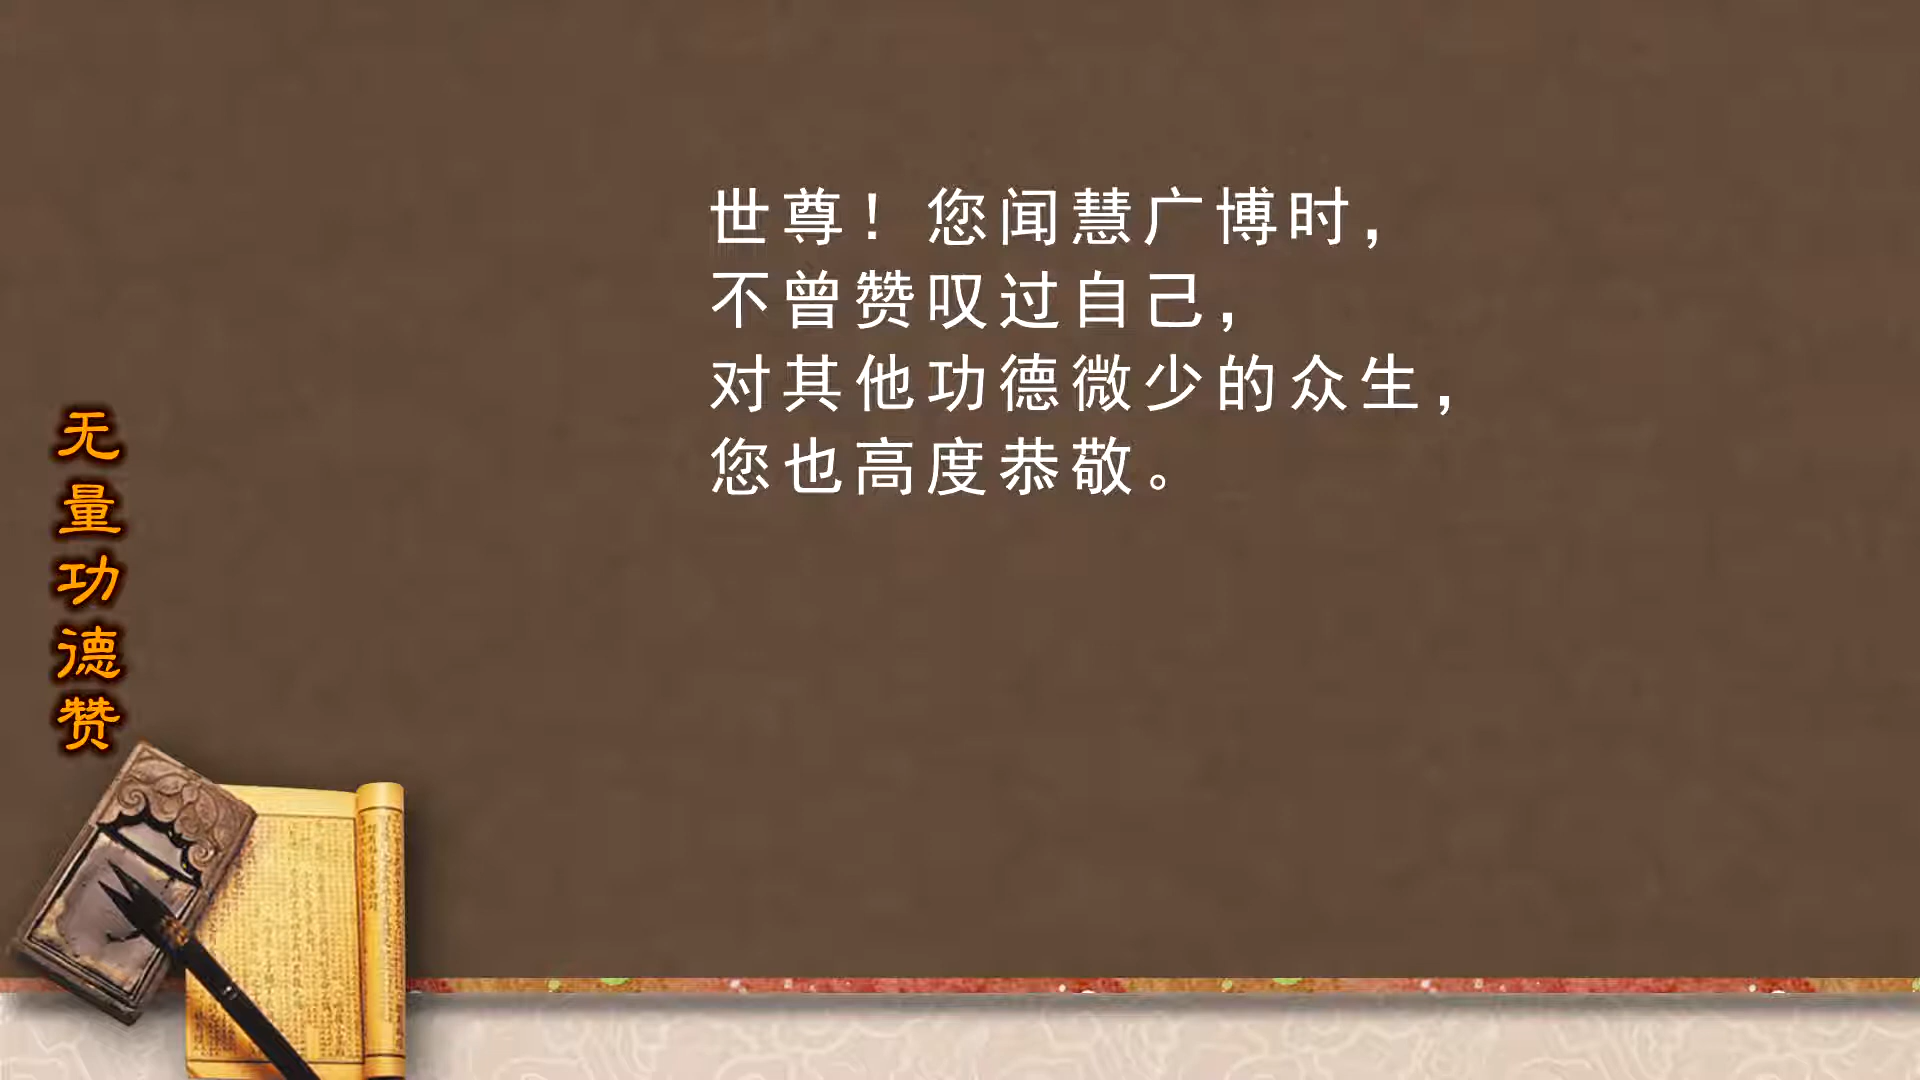 世尊！您闻慧广博时，
不曾赞叹过自己，
对其他功德微少的众生，
您也高度恭敬。
无量功德赞